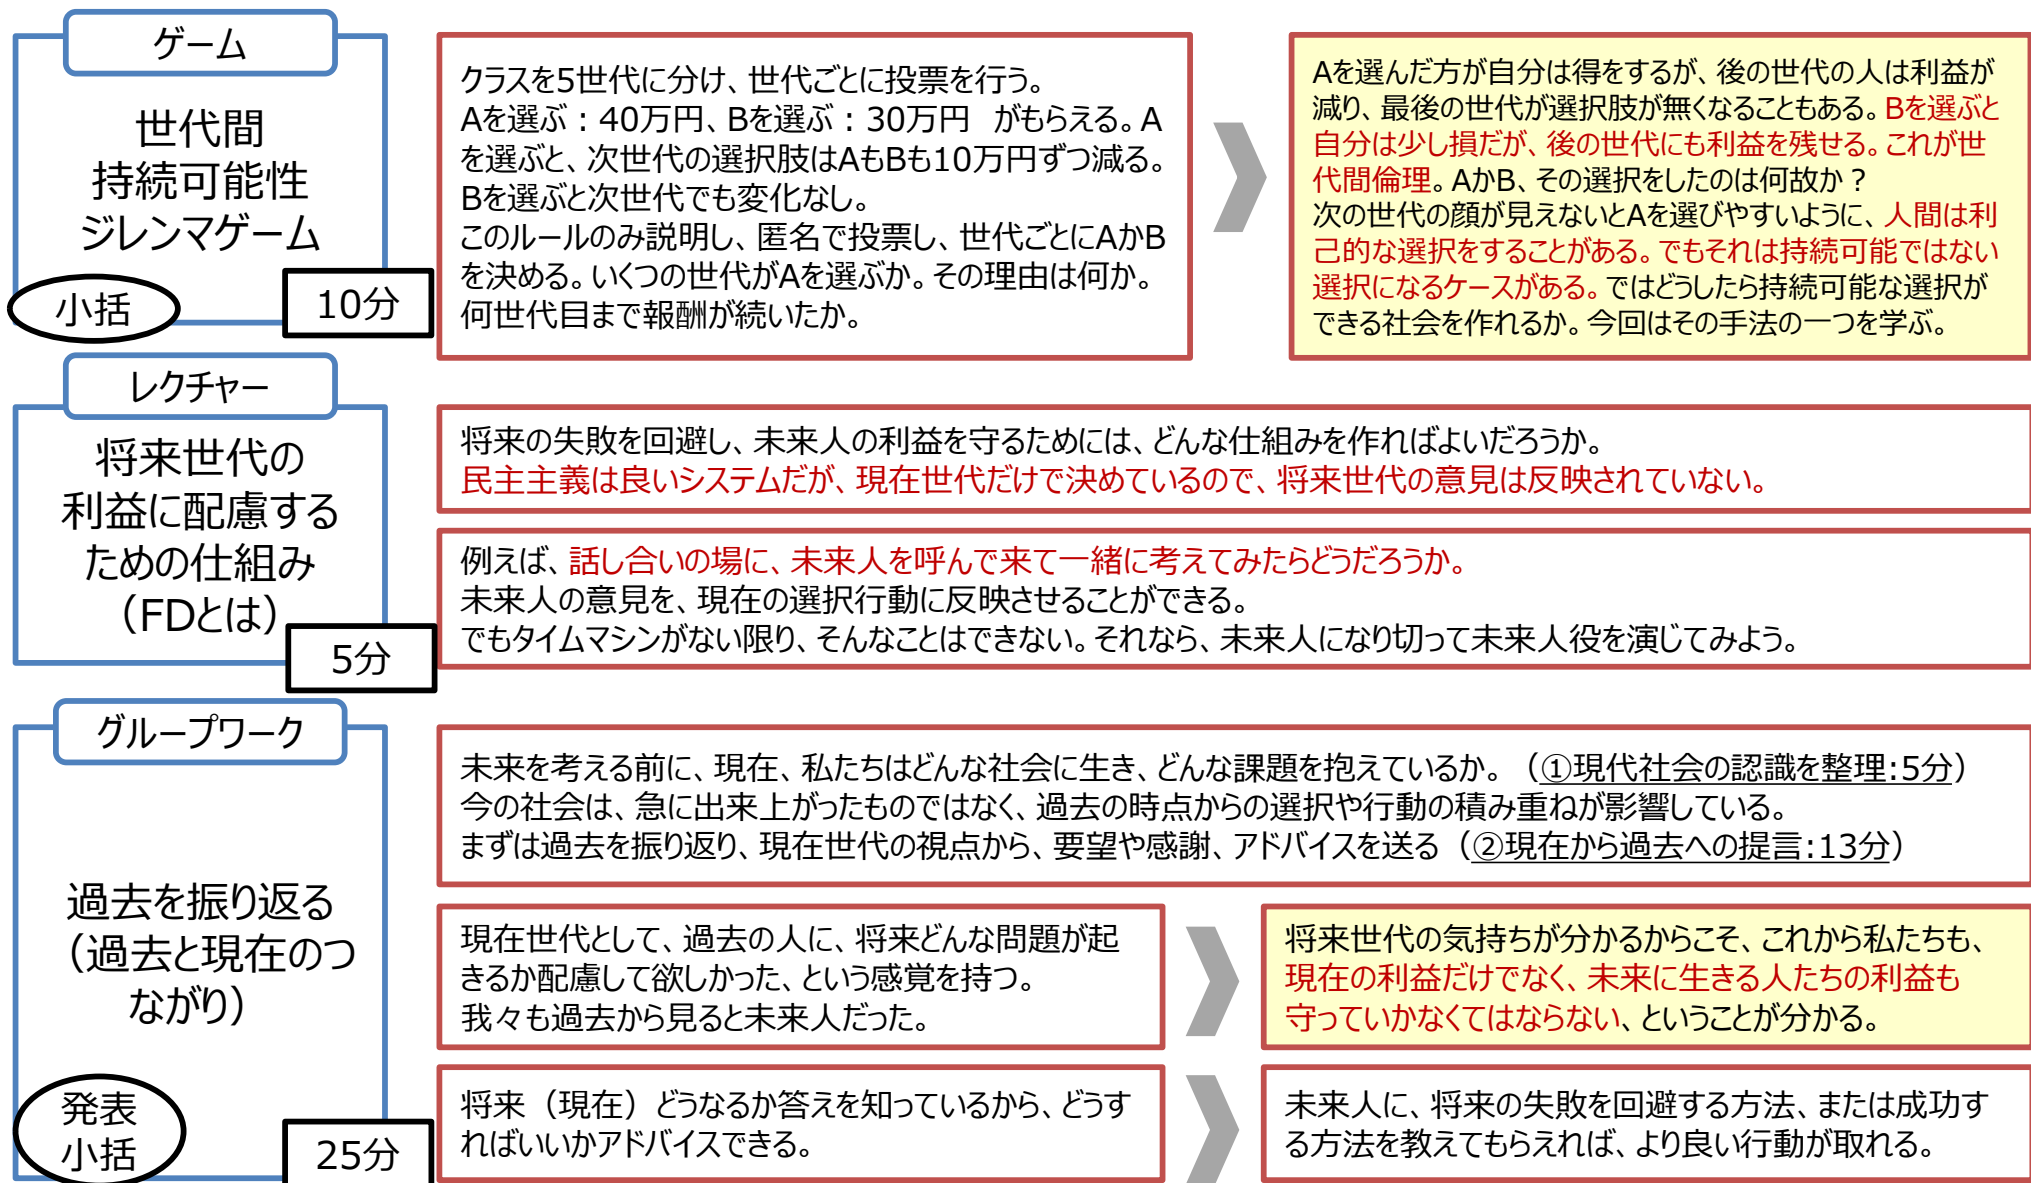 ゲーム
世代間
持続可能性
ジレンマゲーム
小括
10分
クラスを5世代に分け、世代ごとに投票を行う。
Aを選ぶ：40万円、Bを選ぶ：30万円　がもらえる。A
を選ぶと、次世代の選択肢はAもBも10万円ずつ減る。
Bを選ぶと次世代でも変化なし。
このルールのみ説明し、匿名で投票し、世代ごとにAかB
を決める。いくつの世代がAを選ぶか。その理由は何か。
何世代目まで報酬が続いたか。
Aを選んだ方が自分は得をするが、後の世代の人は利益が
減り、最後の世代が選択肢が無くなることもある。Bを選ぶと
自分は少し損だが、後の世代にも利益を残せる。これが世
代間倫理。AかB、その選択をしたのは何故か？
次の世代の顔が見えないとAを選びやすいように、人間は利
己的な選択をすることがある。でもそれは持続可能ではない
選択になるケースがある。ではどうしたら持続可能な選択が
できる社会を作れるか。今回はその手法の一つを学ぶ。
レクチャー
将来世代の
利益に配慮する
ための仕組み
（FDとは）
5分
将来の失敗を回避し、未来人の利益を守るためには、どんな仕組みを作ればよいだろうか。
民主主義は良いシステムだが、現在世代だけで決めているので、将来世代の意見は反映されていない。
例えば、話し合いの場に、未来人を呼んで来て一緒に考えてみたらどうだろうか。
未来人の意見を、現在の選択行動に反映させることができる。
でもタイムマシンがない限り、そんなことはできない。それなら、未来人になり切って未来人役を演じてみよう。
グループワーク
過去を振り返る
（過去と現在のつ
ながり）
発表
小括
25分
未来を考える前に、現在、私たちはどんな社会に生き、どんな課題を抱えているか。（①現代社会の認識を整理:5分）
今の社会は、急に出来上がったものではなく、過去の時点からの選択や行動の積み重ねが影響している。
まずは過去を振り返り、現在世代の視点から、要望や感謝、アドバイスを送る（②現在から過去への提言:13分）
現在世代として、過去の人に、将来どんな問題が起
きるか配慮して欲しかった、という感覚を持つ。
我々も過去から見ると未来人だった。
将来世代の気持ちが分かるからこそ、これから私たちも、
現在の利益だけでなく、未来に生きる人たちの利益も
守っていかなくてはならない、ということが分かる。
将来（現在）どうなるか答えを知っているから、どうす
ればいいかアドバイスできる。
未来人に、将来の失敗を回避する方法、または成功す
る方法を教えてもらえれば、より良い行動が取れる。